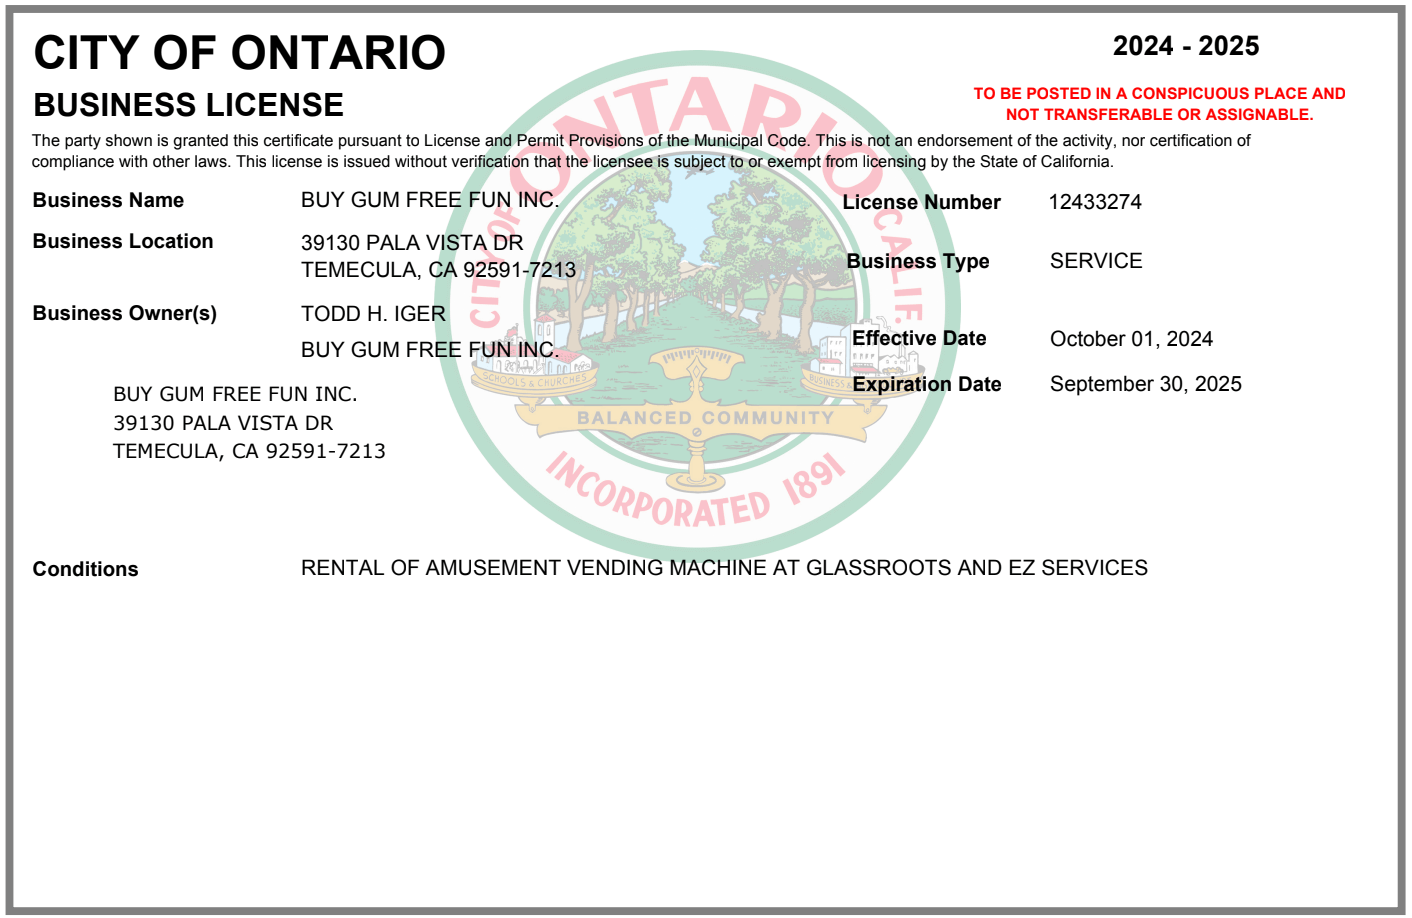 CITY OF ONTARIO
2024 - 2025
BUSINESS LICENSE
TO BE POSTED IN A CONSPICUOUS PLACE AND
NOT TRANSFERABLE OR ASSIGNABLE.
The party shown is granted this certificate pursuant to License and Permit Provisions of the Municipal Code. This is not an endorsement of the activity, nor certification of
compliance with other laws. This license is issued without verification that the licensee is subject to or exempt from licensing by the State of California.
Business Name BUY GUM FREE FUN INC.
License Number 12433274
Business Location 39130 PALA VISTA DR
TEMECULA, CA 92591-7213
Business Type SERVICE
Business Owner(s) TODD H. IGER
BUY GUM FREE FUN INC.
Effective Date October 01, 2024
Expiration Date September 30, 2025
BUY GUM FREE FUN INC.
39130 PALA VISTA DR
TEMECULA, CA 92591-7213
CITY OF ONTARIO CALIF.
SCHOOLS & CHURCHES
BUSINESS &
BALANCED COMMUNITY
INCORPORATED 1891
Conditions RENTAL OF AMUSEMENT VENDING MACHINE AT GLASSROOTS AND EZ SERVICES